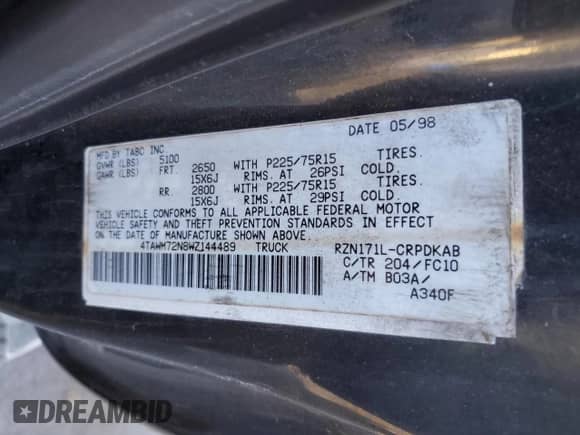 MFD BY TABC INC.
DATE 05/98
GVWR (LBS) 5100
GAWR (LBS) FRT. 2650 WITH P225/75R15 TIRES.
15X6J RIMS. AT 26PSI COLD.
RR. 2800 WITH P225/75R15 TIRES.
15X6J RIMS. AT 29PSI COLD.
THIS VEHICLE CONFORMS TO ALL APPLICABLE FEDERAL MOTOR
VEHICLE SAFETY AND THEFT PREVENTION STANDARDS IN EFFECT
ON THE DATE OF MANUFACTURE SHOWN ABOVE.
4TAWM72N8WZ144489 TRUCK RZN171L-CRPDKAB
C/TR 204/FC10
A/TM B03A/
A340F
DREAMBID